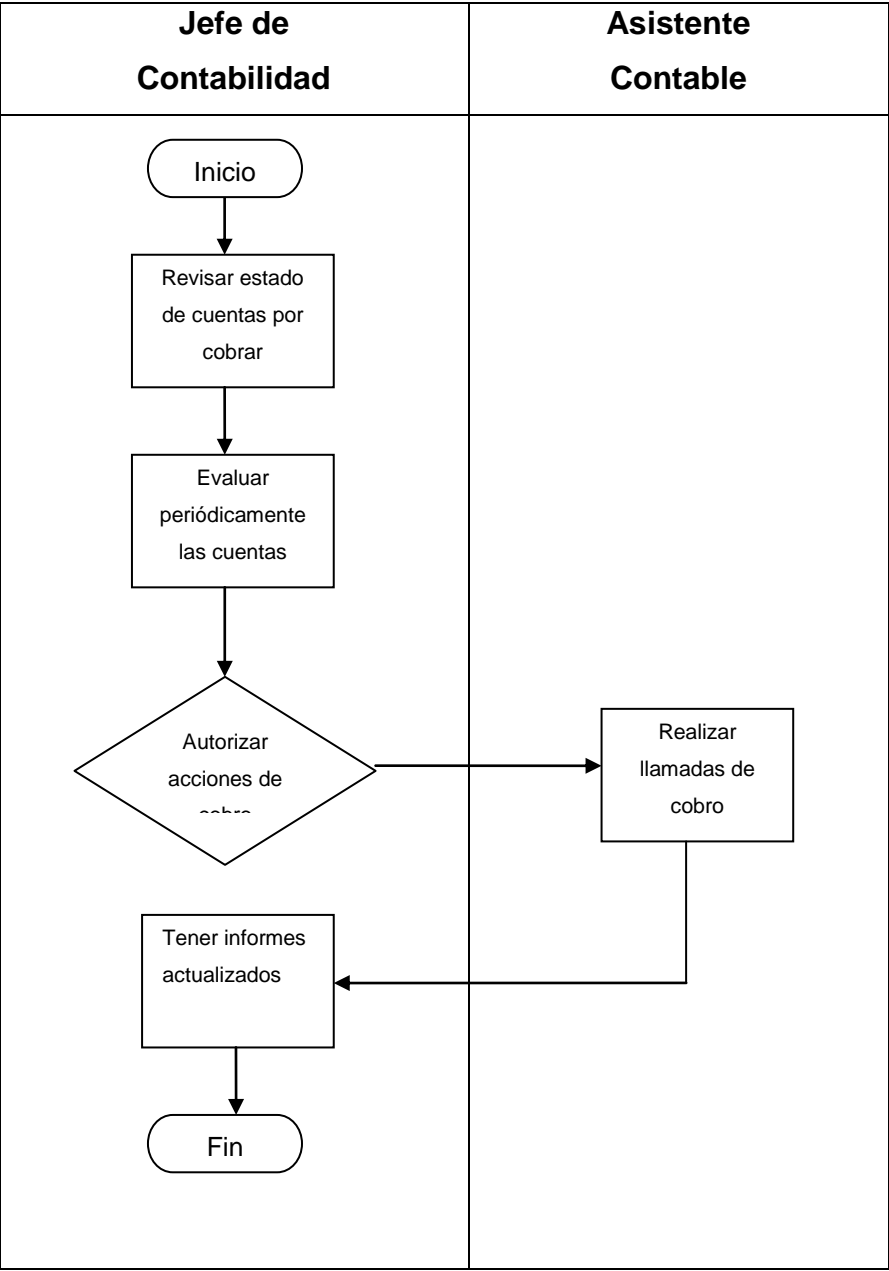 Jefe de
Contabilidad
Asistente
Contable
Inicio
Revisar estado
de cuentas por
cobrar
Evaluar
periódicamente
las cuentas
Autorizar
acciones de
Realizar
llamadas de
cobro
Tener informes
actualizados
Fin